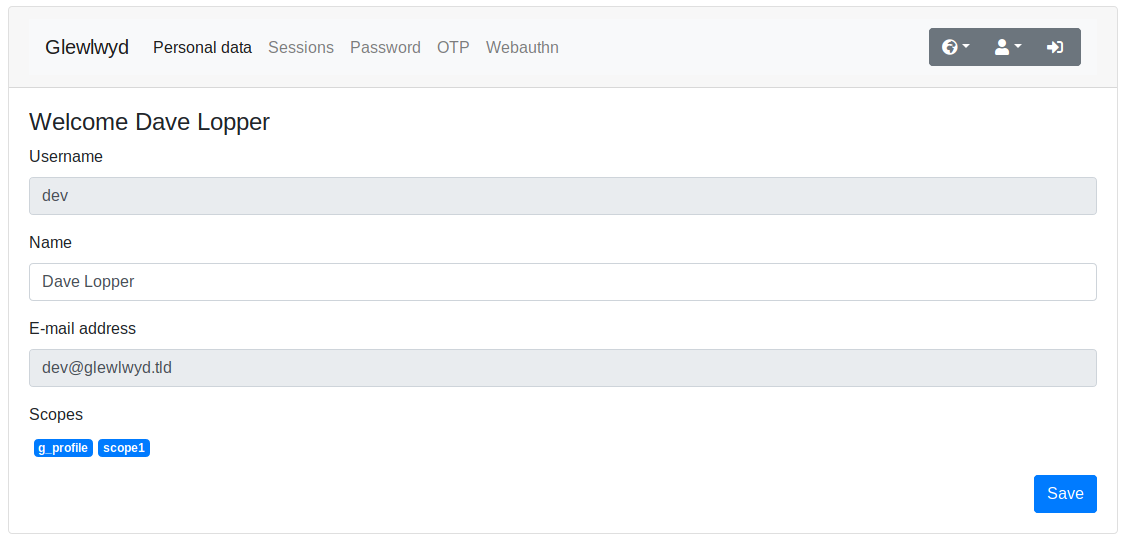 Glewlwyd Personal data Sessions Password OTP Webauthn
Welcome Dave Lopper
Username
dev
Name
Dave Lopper
E-mail address
dev@glewlwyd.tld
Scopes
g_profile scope1
Save